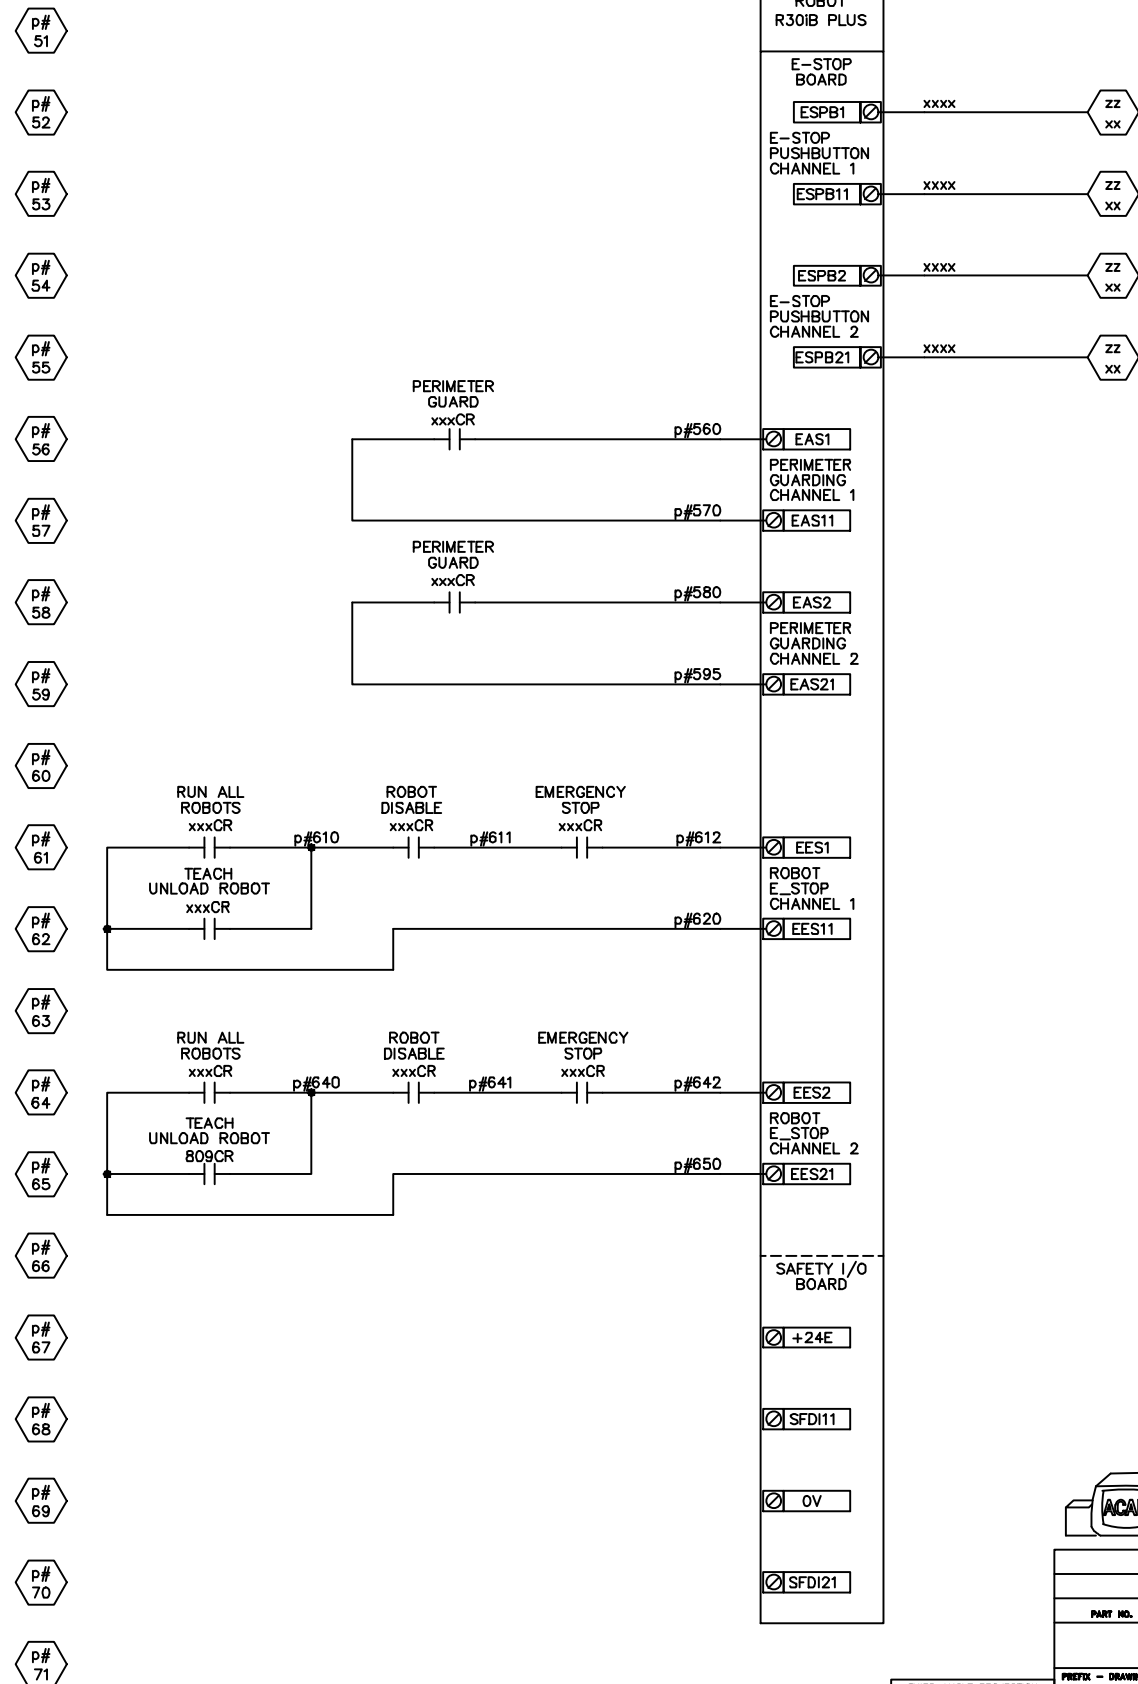 ROBOT
R30iB PLUS
p#
51
E-STOP
BOARD
p#
52
ESPB1
xxxx
zz
xx
E-STOP
PUSHBUTTON
CHANNEL 1
p#
53
ESPB11
xxxx
zz
xx
p#
54
ESPB2
xxxx
zz
xx
E-STOP
PUSHBUTTON
CHANNEL 2
p#
55
ESPB21
xxxx
zz
xx
PERIMETER
GUARD
xxxCR
p#
56
p#560
EAS1
PERIMETER
GUARDING
CHANNEL 1
p#
57
p#570
EAS11
PERIMETER
GUARD
xxxCR
p#
58
p#580
EAS2
PERIMETER
GUARDING
CHANNEL 2
p#
59
p#595
EAS21
p#
60
RUN ALL
ROBOTS
xxxCR
ROBOT
DISABLE
xxxCR
EMERGENCY
STOP
xxxCR
p#
61
p#610
p#611
p#612
EES1
TEACH
UNLOAD ROBOT
xxxCR
ROBOT
E_STOP
CHANNEL 1
p#
62
p#620
EES11
p#
63
RUN ALL
ROBOTS
xxxCR
ROBOT
DISABLE
xxxCR
EMERGENCY
STOP
xxxCR
p#
64
p#640
p#641
p#642
EES2
TEACH
UNLOAD ROBOT
809CR
ROBOT
E_STOP
CHANNEL 2
p#
65
p#650
EES21
p#
66
SAFETY I/O
BOARD
p#
67
+24E
p#
68
SFDI11
p#
69
0V
p#
70
SFDI21
p#
71
PART NO.